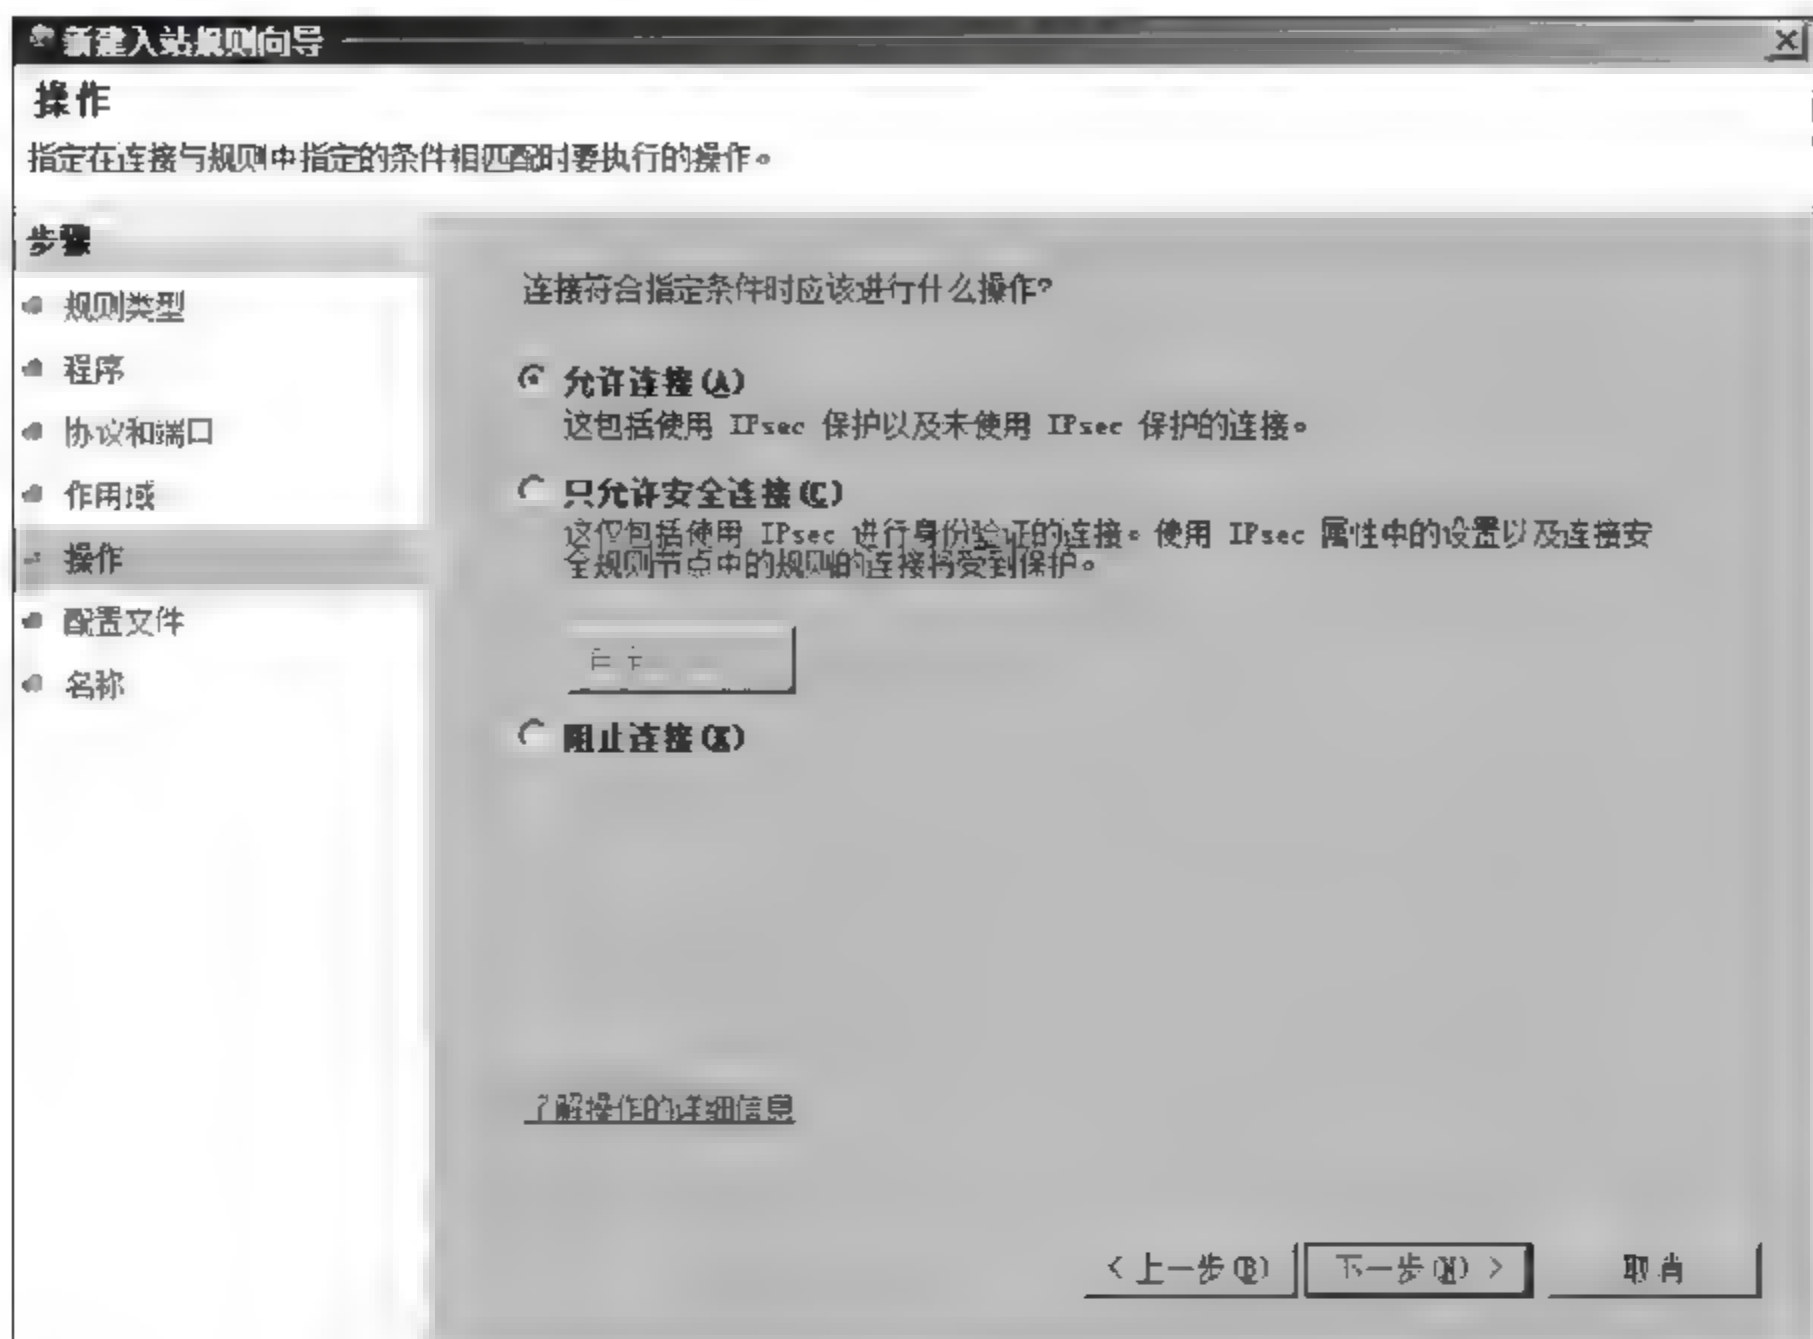 新建入站规则向导
操作
指定在连接与规则中指定的条件相匹配时要执行的操作。
步骤
规则类型
程序
协议和端口
作用域
操作
配置文件
名称
连接符合指定条件时应该进行什么操作?
允许连接(A)
这包括使用 IPsec 保护以及未使用 IPsec 保护的连接。
只允许安全连接(C)
这仅包括使用 IPsec 进行身份验证的连接。使用 IPsec 属性中的设置以及连接安
全规则节点中的规则的连接将受到保护。
阻止连接(K)
了解操作的详细信息
< 上一步(B)
下一步(N) >
取消